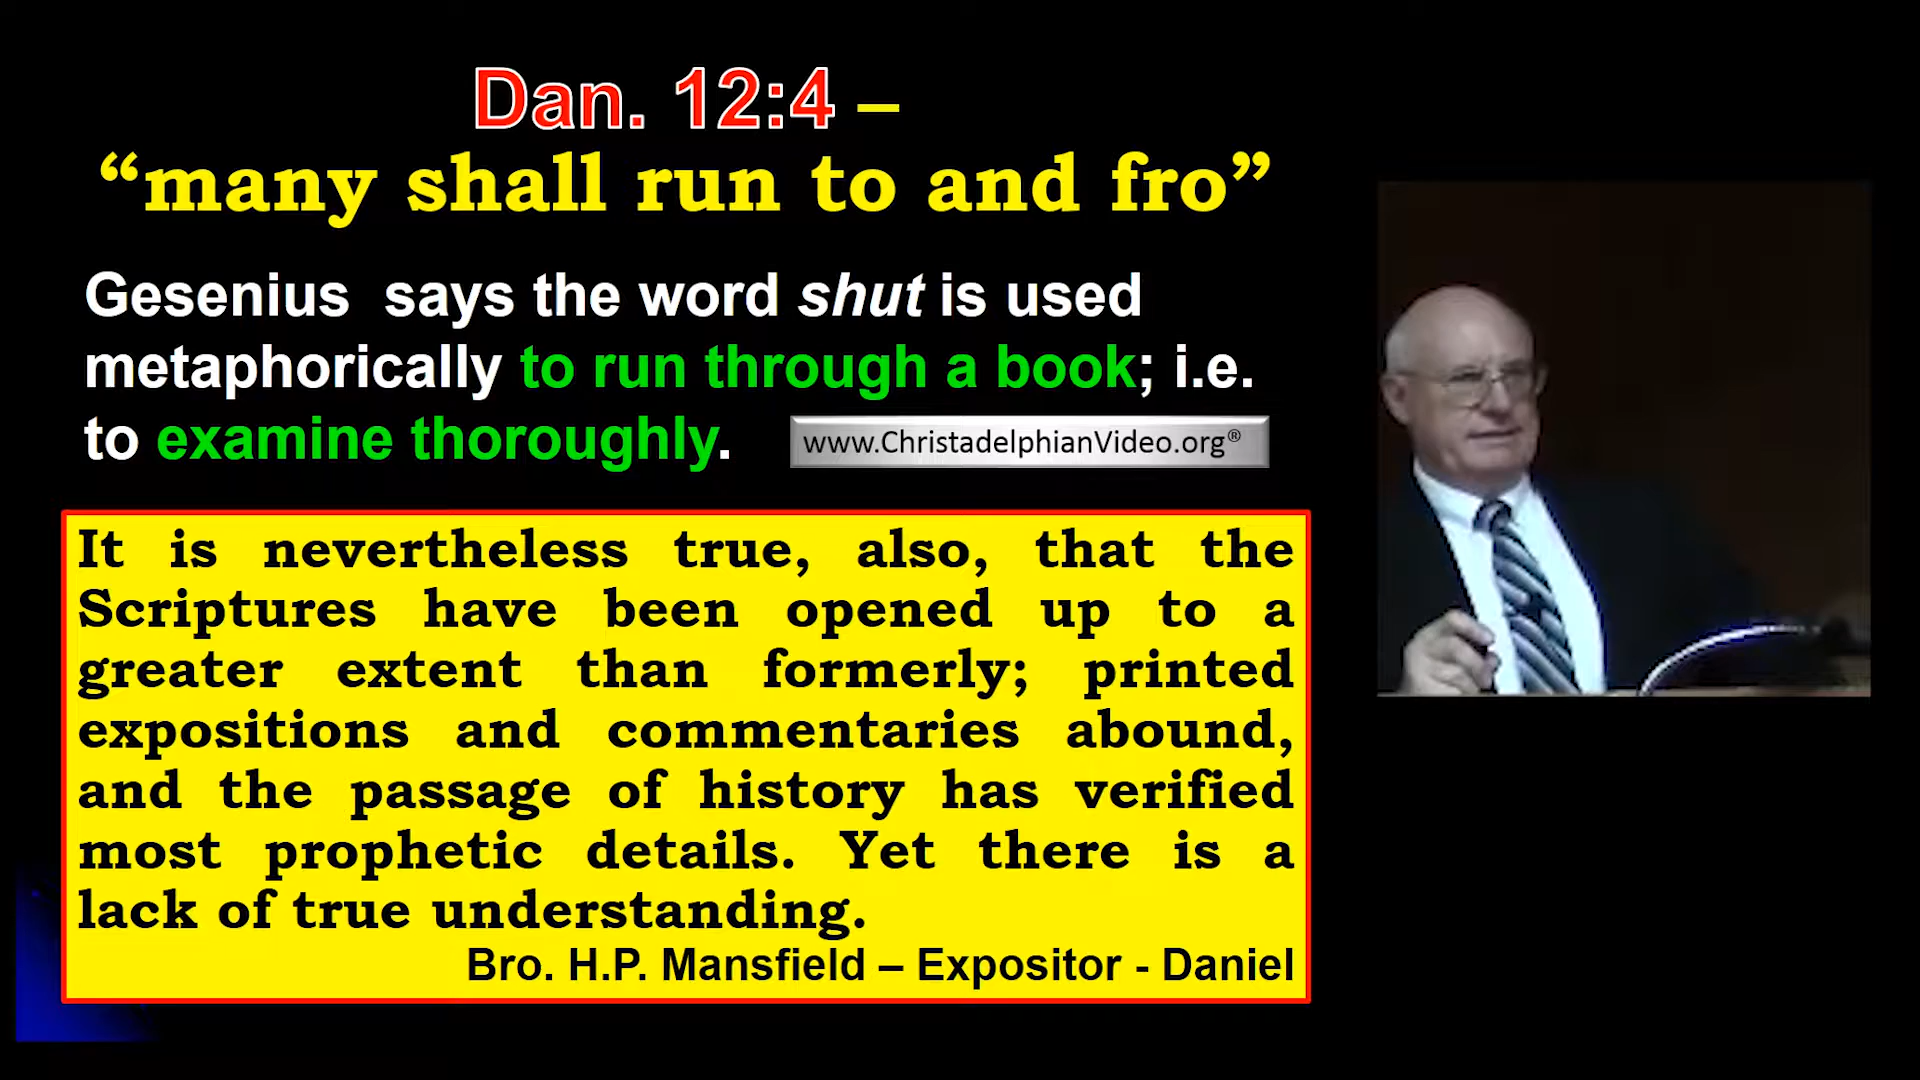 Dan. 12:4 –
“many shall run to and fro”
Gesenius says the word shut is used
metaphorically to run through a book; i.e.
to examine thoroughly.
www.ChristadelphianVideo.org®
It is nevertheless true, also, that the
Scriptures have been opened up to a
greater extent than formerly; printed
expositions and commentaries abound,
and the passage of history has verified
most prophetic details. Yet there is a
lack of true understanding.
Bro. H.P. Mansfield – Expositor - Daniel